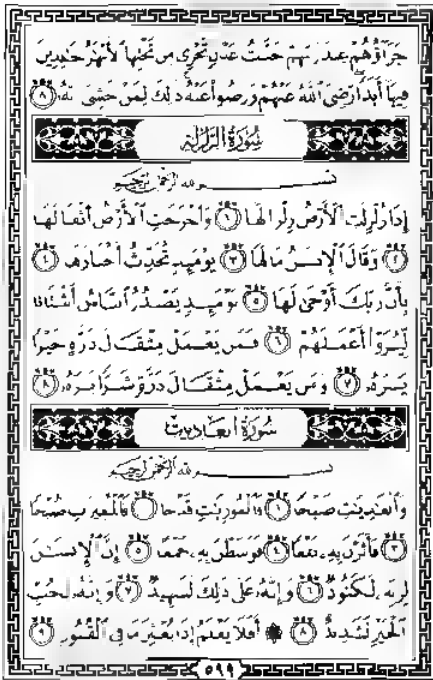 جَزَآؤُهُمْ عِندَ رَبِّهِمْ جَنَّٰتُ عَدْنٍ تَجْرِى مِن تَحْتِهَا ٱلْأَنْهَٰرُ خَٰلِدِينَ
فِيهَآ أَبَدًا رَّضِىَ ٱللَّهُ عَنْهُمْ وَرَضُوا۟ عَنْهُ ذَٰلِكَ لِمَنْ خَشِىَ رَبَّهُۥ ٨
سُورَةُ الزَّلْزَلَةِ
بِسْمِ ٱللَّهِ ٱلرَّحْمَٰنِ ٱلرَّحِيمِ
إِذَا زُلْزِلَتِ ٱلْأَرْضُ زِلْزَالَهَا ١ وَأَخْرَجَتِ ٱلْأَرْضُ أَثْقَالَهَا
٢ وَقَالَ ٱلْإِنسَٰنُ مَا لَهَا ٣ يَوْمَئِذٍ تُحَدِّثُ أَخْبَارَهَا ٤
بِأَنَّ رَبَّكَ أَوْحَىٰ لَهَا ٥ يَوْمَئِذٍ يَصْدُرُ ٱلنَّاسُ أَشْتَاتًا
لِّيُرَوْا۟ أَعْمَٰلَهُمْ ٦ فَمَن يَعْمَلْ مِثْقَالَ ذَرَّةٍ خَيْرًا
يَرَهُۥ ٧ وَمَن يَعْمَلْ مِثْقَالَ ذَرَّةٍ شَرًّا يَرَهُۥ ٨
سُورَةُ العَادِيَاتِ
بِسْمِ ٱللَّهِ ٱلرَّحْمَٰنِ ٱلرَّحِيمِ
وَٱلْعَٰدِيَٰتِ ضَبْحًا ١ فَٱلْمُورِيَٰتِ قَدْحًا ٢ فَٱلْمُغِيرَٰتِ صُبْحًا
٣ فَأَثَرْنَ بِهِۦ نَقْعًا ٤ فَوَسَطْنَ بِهِۦ جَمْعًا ٥ إِنَّ ٱلْإِنسَٰنَ
لِرَبِّهِۦ لَكَنُودٌ ٦ وَإِنَّهُۥ عَلَىٰ ذَٰلِكَ لَشَهِيدٌ ٧ وَإِنَّهُۥ لِحُبِّ
ٱلْخَيْرِ لَشَدِيدٌ ٨ ۞ أَفَلَا يَعْلَمُ إِذَا بُعْثِرَ مَا فِى ٱلْقُبُورِ ٩
٥٩٩